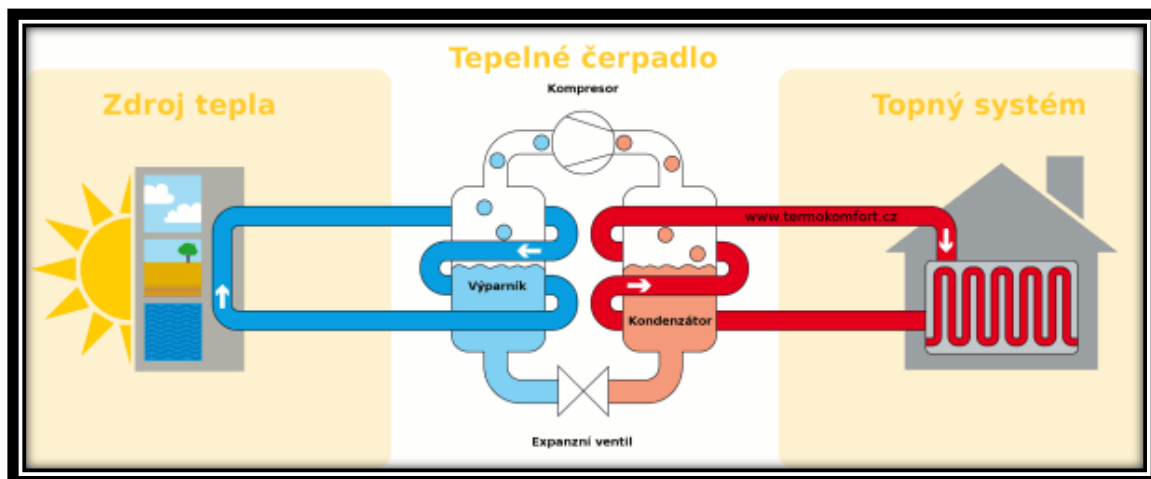 Tepelné čerpadlo
Zdroj tepla
Kompresor
Topný systém
www.termokomfort.cz
Výparník
Kondenzátor
Expanzní ventil